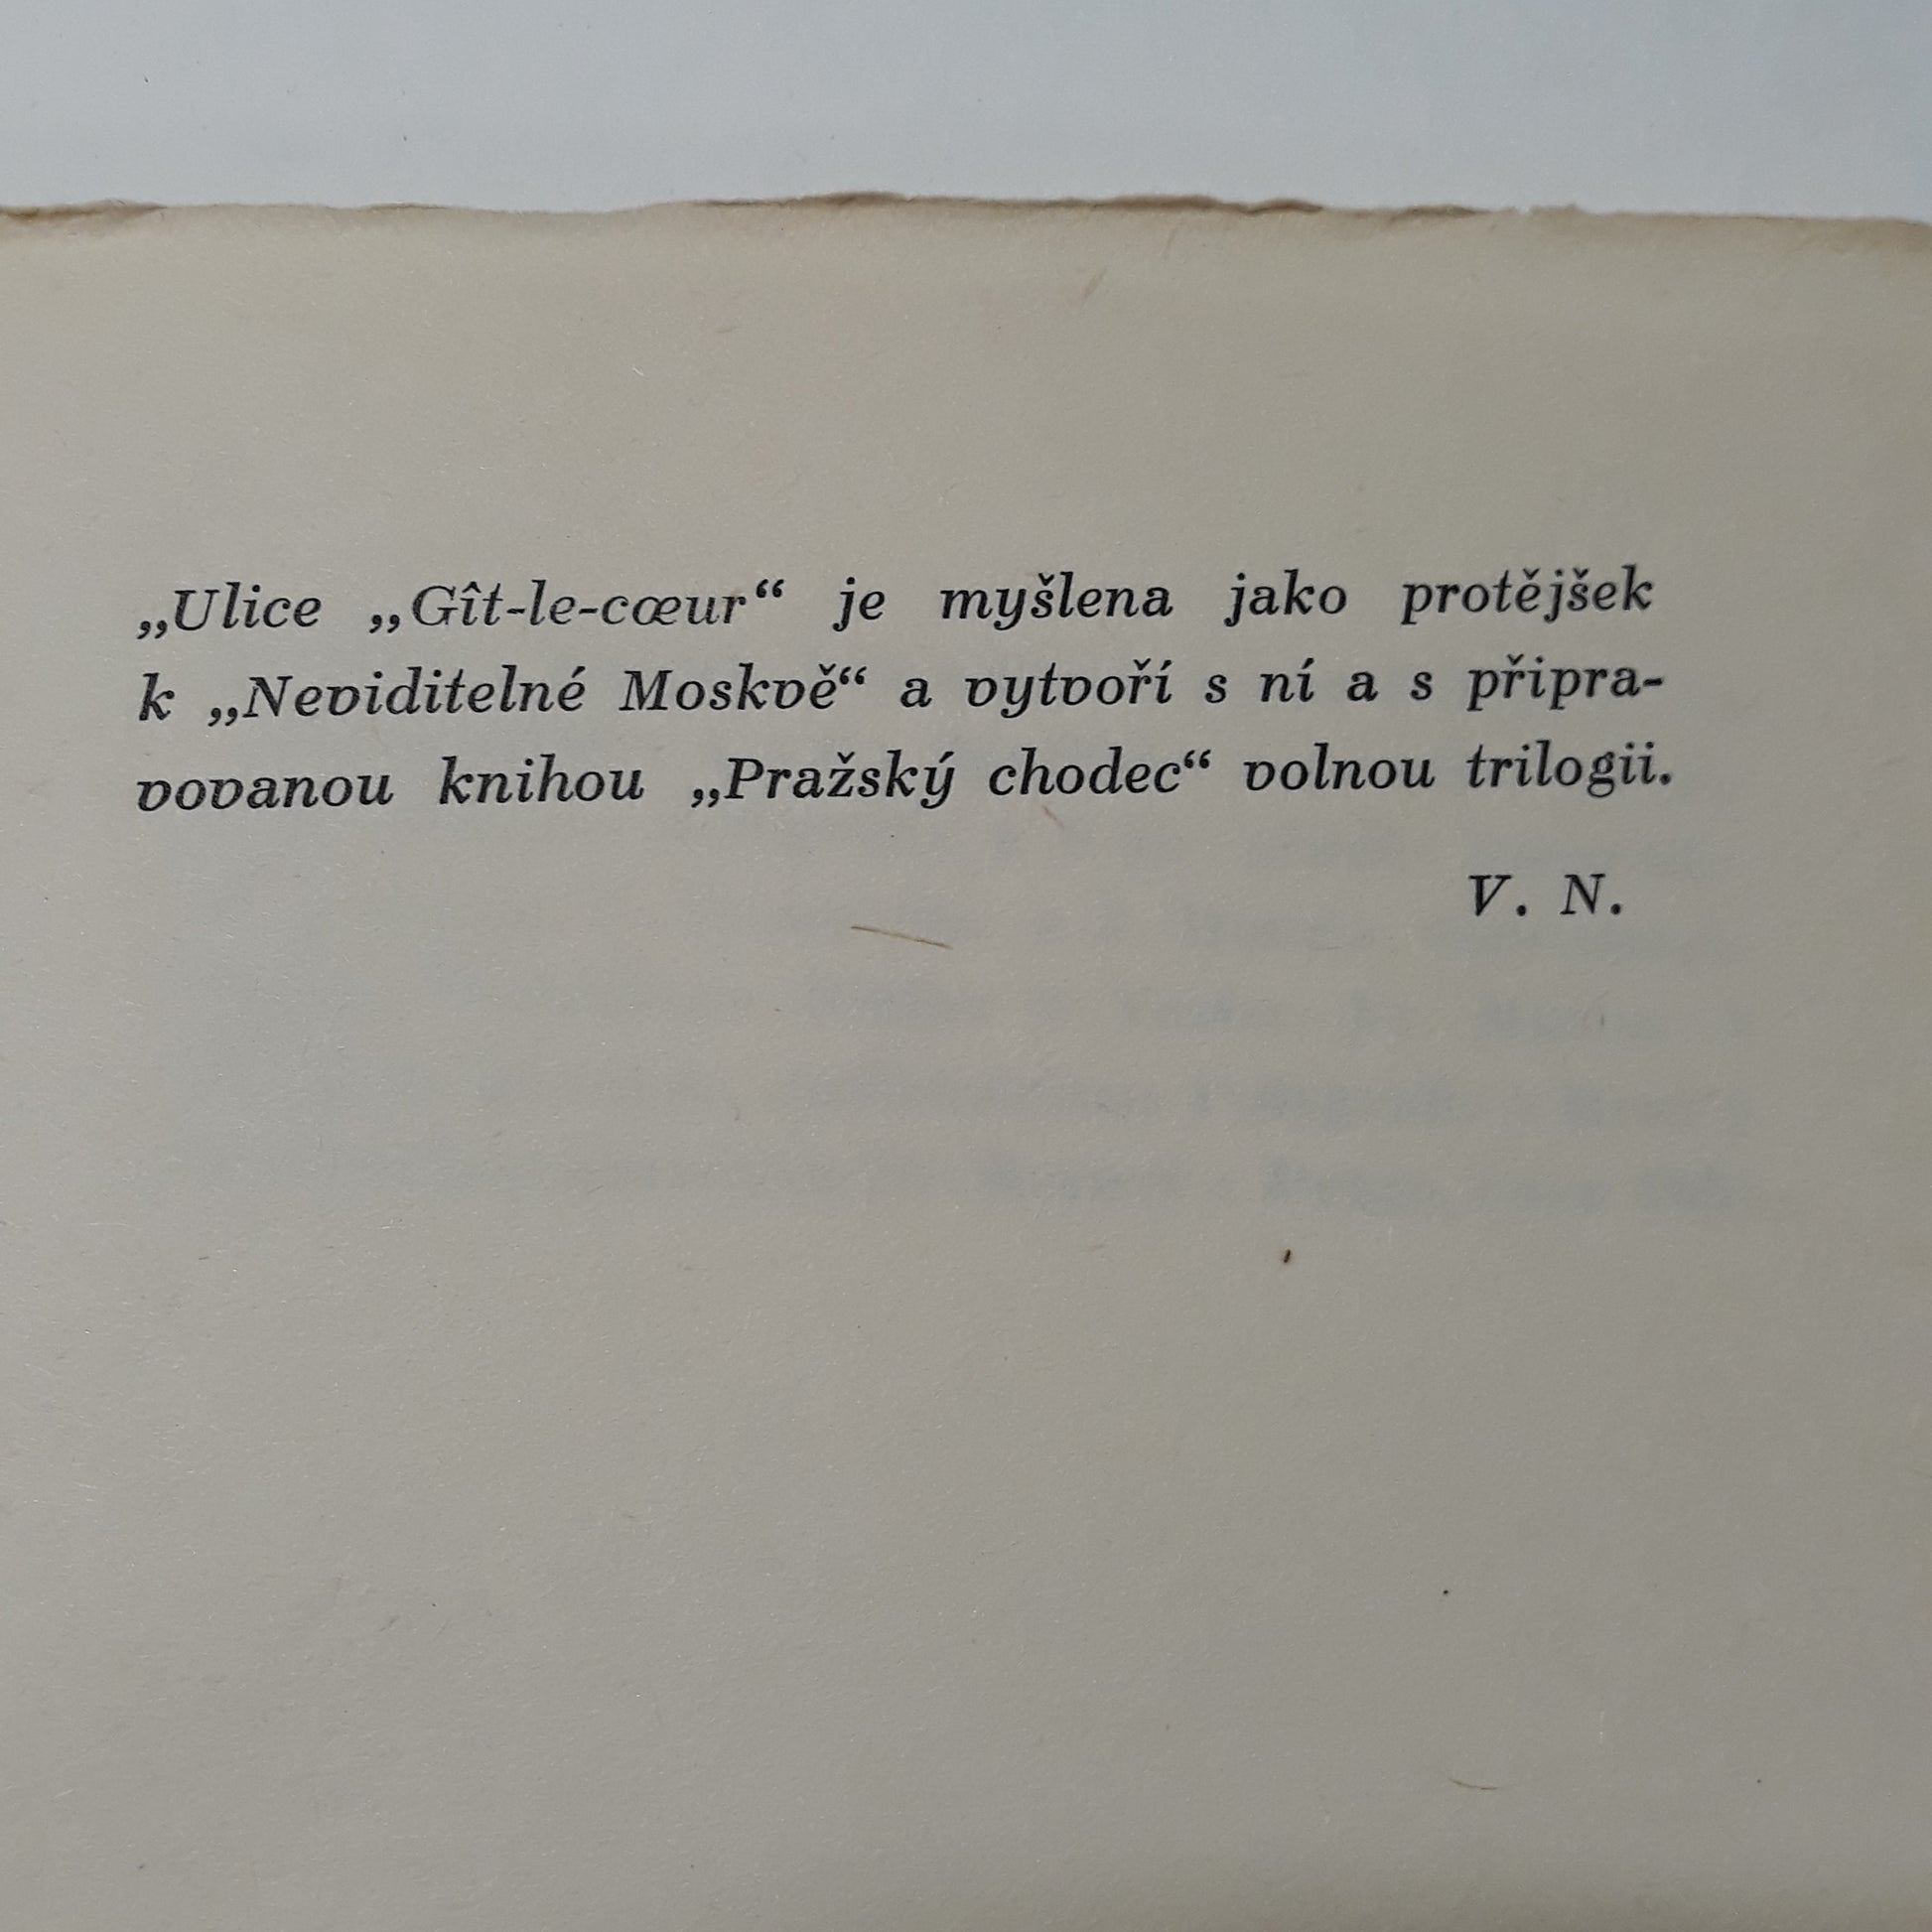 „Ulice „Gît-le-cœur“ je myšlena jako protějšek
k „Neviditelné Moskvě“ a vytvoří s ní a s připra-
vovanou knihou „Pražský chodec“ volnou trilogii.
V. N.